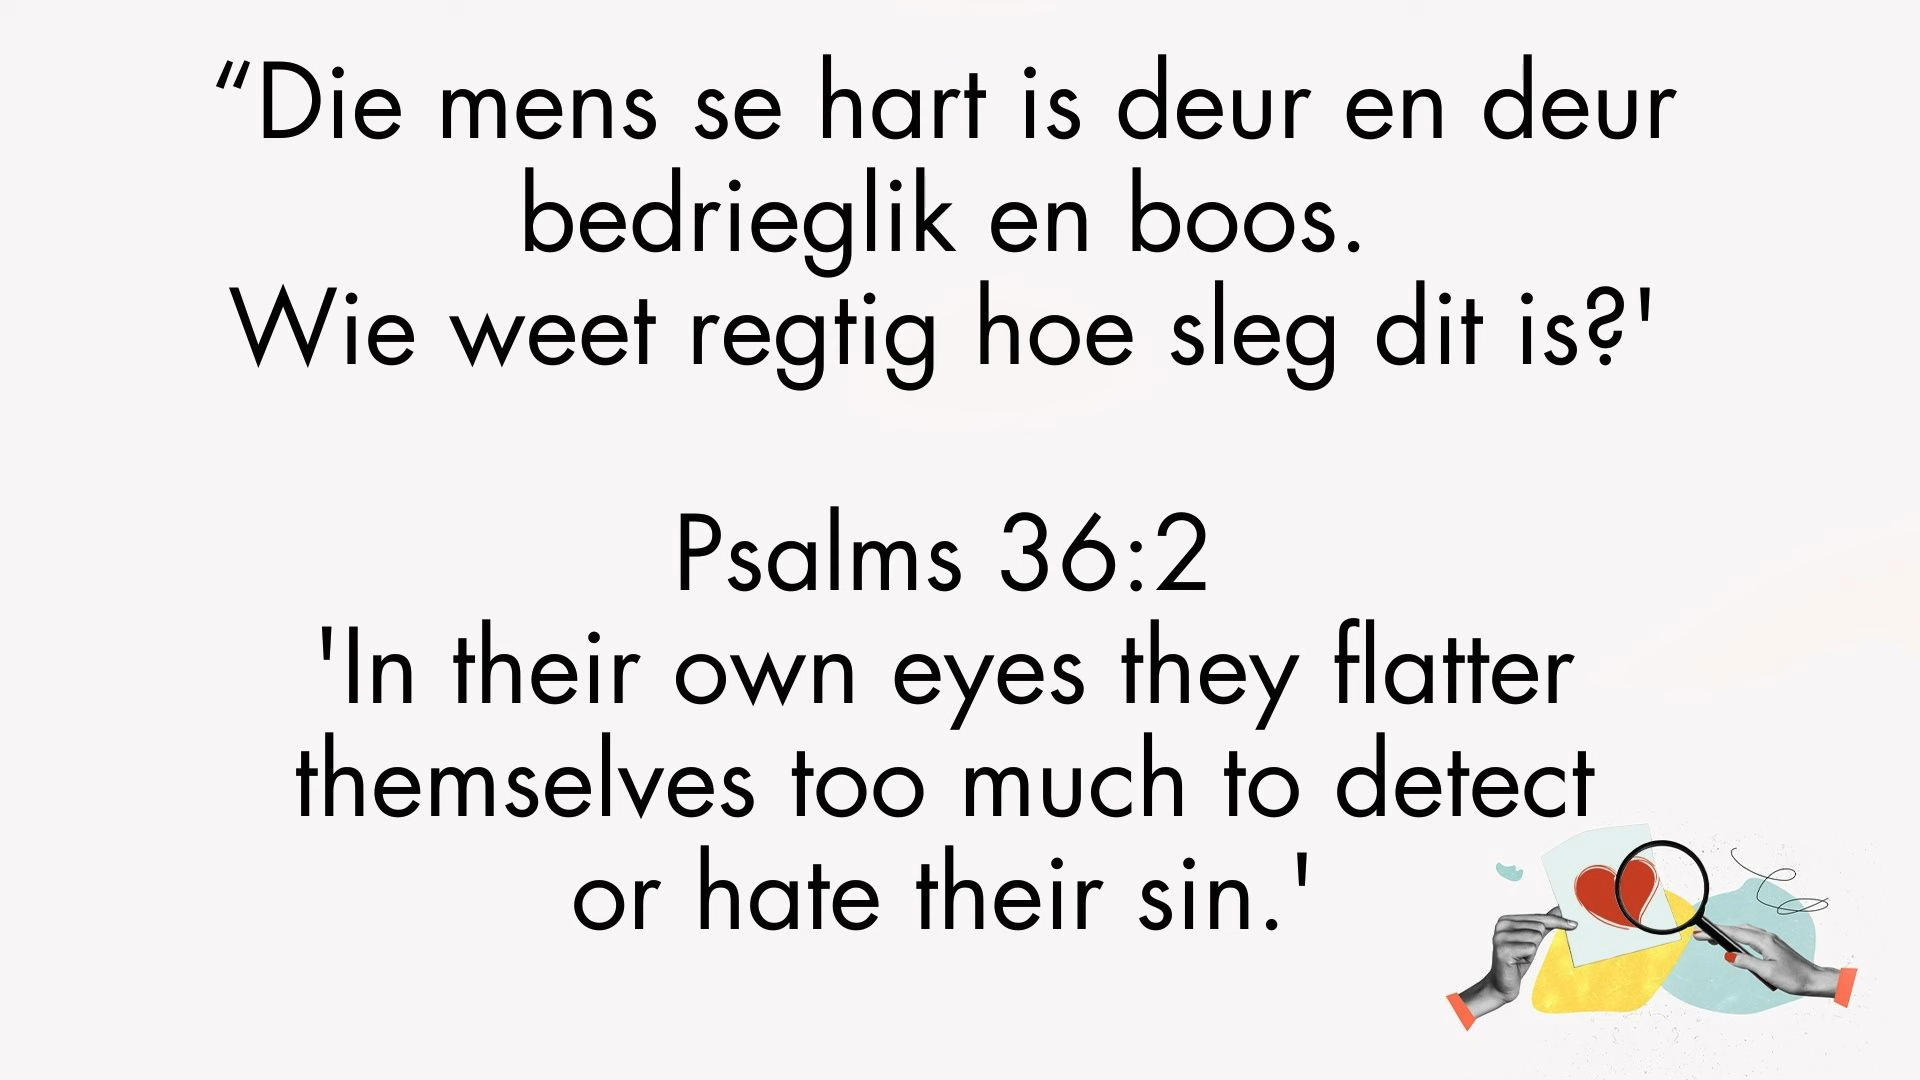 “Die mens se hart is deur en deur
bedrieglik en boos.
Wie weet regtig hoe sleg dit is?'
Psalms 36:2
'In their own eyes they flatter
themselves too much to detect
or hate their sin.'